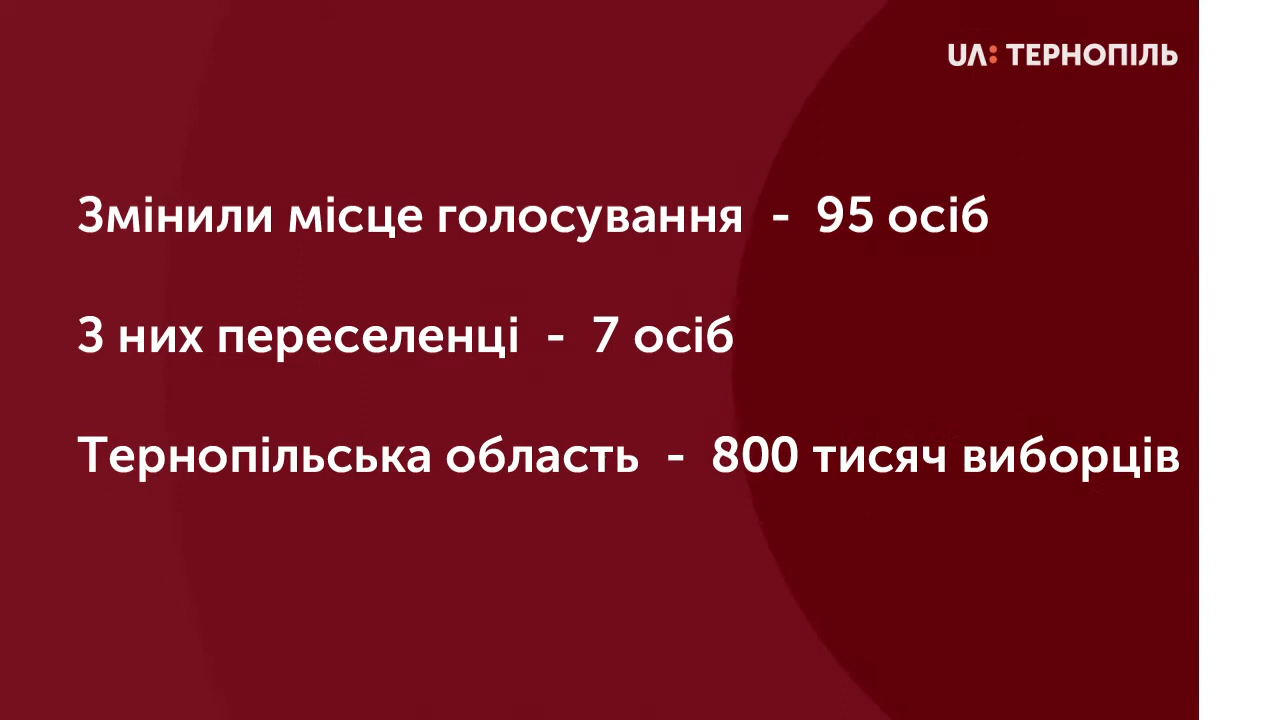 UA: ТЕРНОПІЛЬ
Змінили місце голосування - 95 осіб
З них переселенці - 7 осіб
Тернопільська область - 800 тисяч виборців